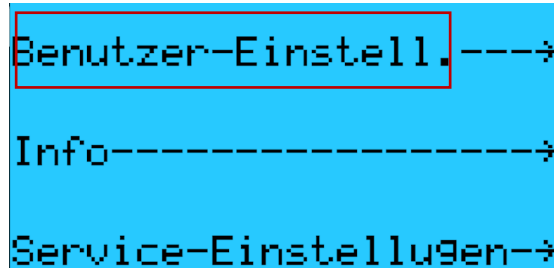 Benutzer-Einstell.--->
Info------------------>
Service-Einstellugen->